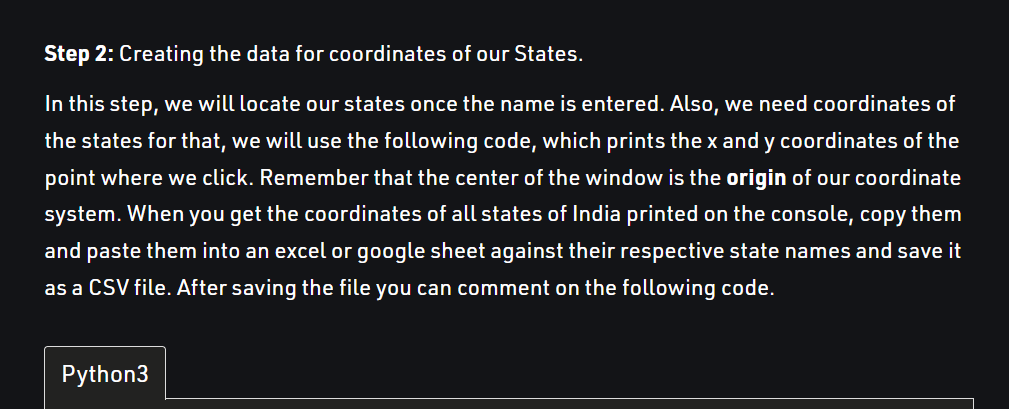 Step 2: Creating the data for coordinates of our States.
In this step, we will locate our states once the name is entered. Also, we need coordinates of
the states for that, we will use the following code, which prints the x and y coordinates of the
point where we click. Remember that the center of the window is the origin of our coordinate
system. When you get the coordinates of all states of India printed on the console, copy them
and paste them into an excel or google sheet against their respective state names and save it
as a CSV file. After saving the file you can comment on the following code.
Python3